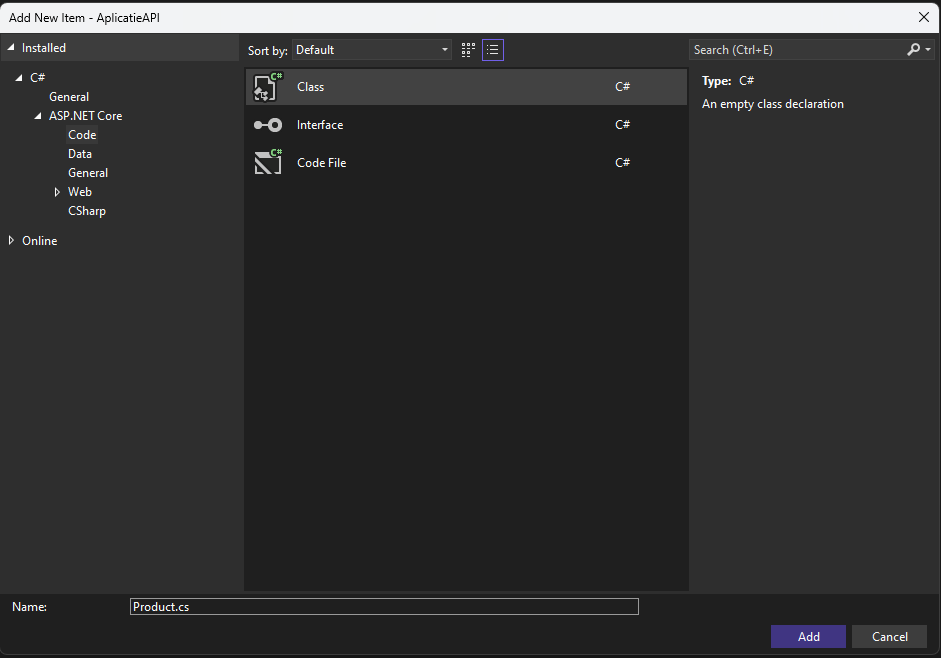 Add New Item - AplicatieAPI
Installed
C#
General
ASP.NET Core
Code
Data
General
Web
CSharp
Online
Sort by: Default
C# Class C#
Interface C#
C# Code File C#
Search (Ctrl+E)
Type: C#
An empty class declaration
Name: Product.cs
Add Cancel